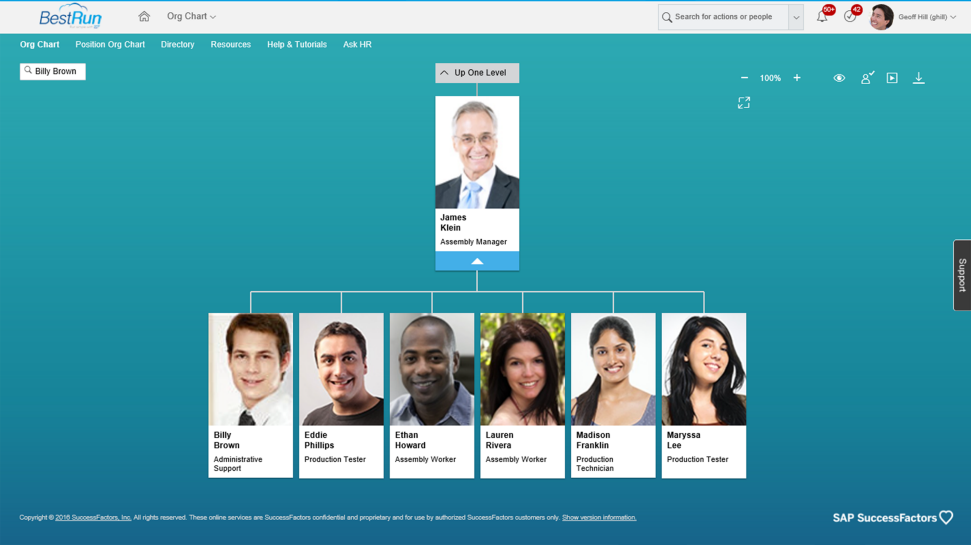 BestRun
Org Chart
Search for actions or people
50+
42
Geoff Hill (ghill)
Org Chart
Position Org Chart
Directory
Resources
Help & Tutorials
Ask HR
Billy Brown
Up One Level
100%
James
Klein
Assembly Manager
Support
Billy
Brown
Administrative
Support
Eddie
Phillips
Production Tester
Ethan
Howard
Assembly Worker
Lauren
Rivera
Assembly Worker
Madison
Franklin
Production
Technician
Maryssa
Lee
Production Tester
Copyright © 2016 SuccessFactors, Inc. All rights reserved. These online services are SuccessFactors confidential and proprietary and for use by authorized SuccessFactors customers only. Show version information.
SAP SuccessFactors